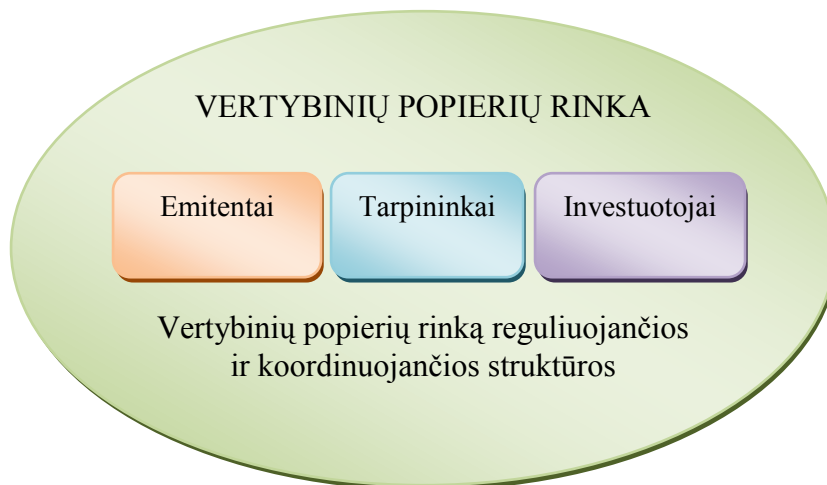 VERTYBINIŲ POPIERIŲ RINKA
Emitentai
Tarpininkai
Investuotojai
Vertybinių popierių rinką reguliuojančios
ir koordinuojančios struktūros